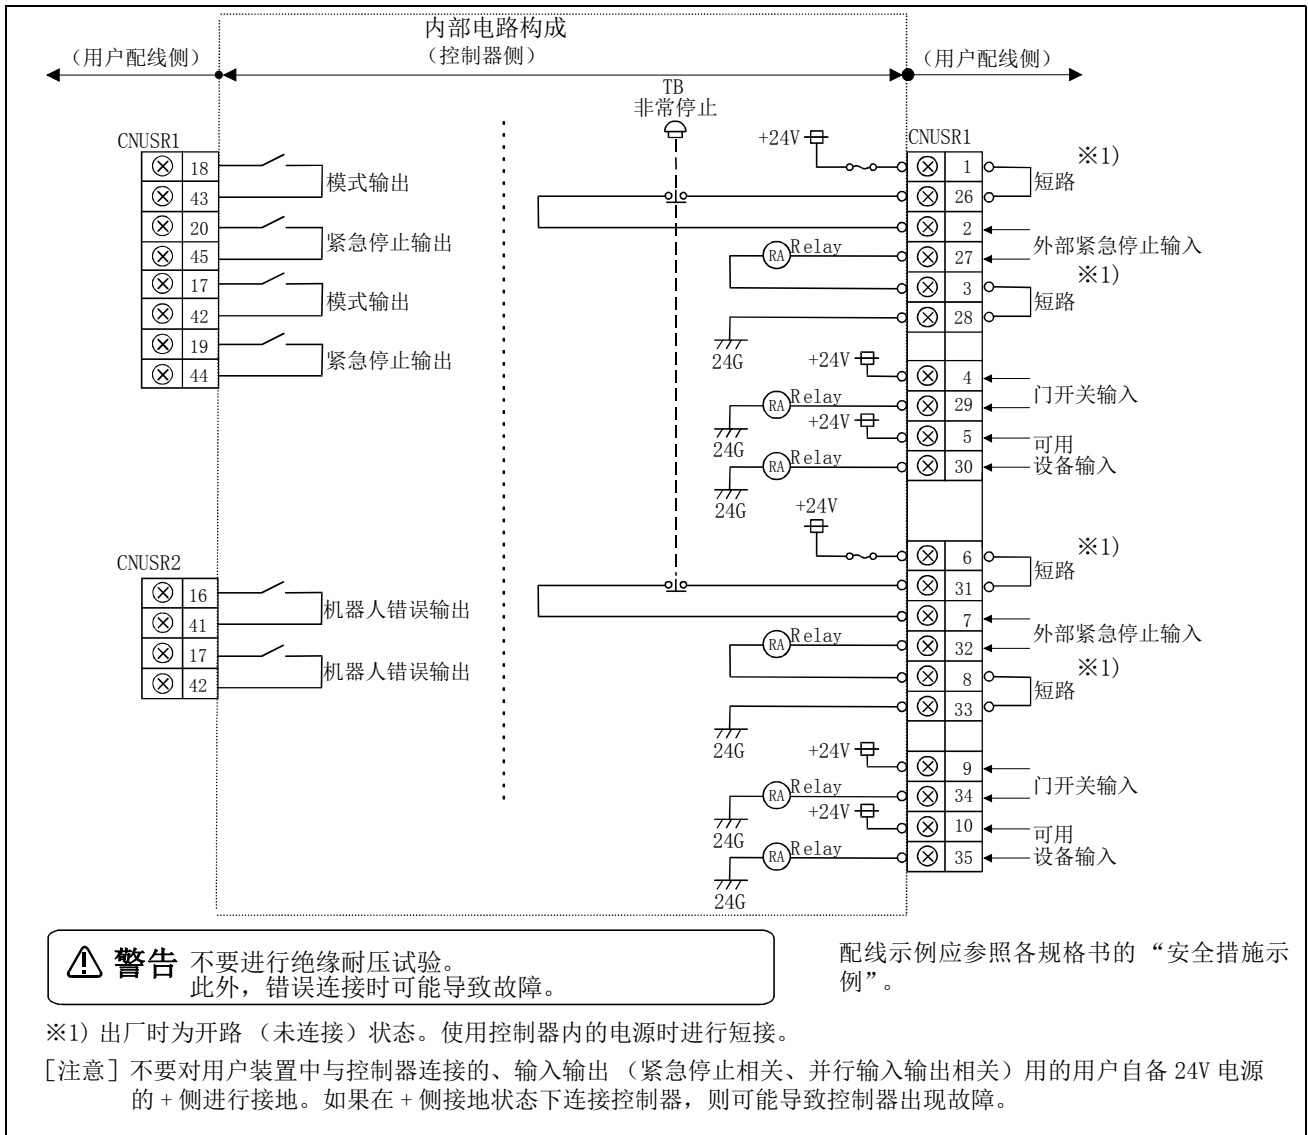 内部电路构成
（控制器侧）
（用户配线侧）
（用户配线侧）
TB
非常停止
CNUSR1
18
43
模式输出
20
45
紧急停止输出
17
42
模式输出
19
44
紧急停止输出
CNUSR2
16
41
机器人错误输出
17
42
机器人错误输出
CNUSR1
+24V
1
26
短路
※1)
2
27
外部紧急停止输入
RA
Relay
3
28
短路
※1)
24G
+24V
4
29
门开关输入
RA
Relay
24G
+24V
5
30
可用
设备输入
RA
Relay
24G
+24V
6
31
短路
※1)
7
32
外部紧急停止输入
RA
Relay
8
33
短路
※1)
24G
+24V
9
34
门开关输入
RA
Relay
24G
+24V
10
35
可用
设备输入
RA
Relay
24G
警告 不要进行绝缘耐压试验。
此外，错误连接时可能导致故障。
配线示例应参照各规格书的 “安全措施示
例”。
※1) 出厂时为开路 （未连接）状态。使用控制器内的电源时进行短接。
[注意] 不要对用户装置中与控制器连接的、输入输出 （紧急停止相关、并行输入输出相关）用的用户自备 24V 电源
的 + 侧进行接地。如果在 + 侧接地状态下连接控制器，则可能导致控制器出现故障。